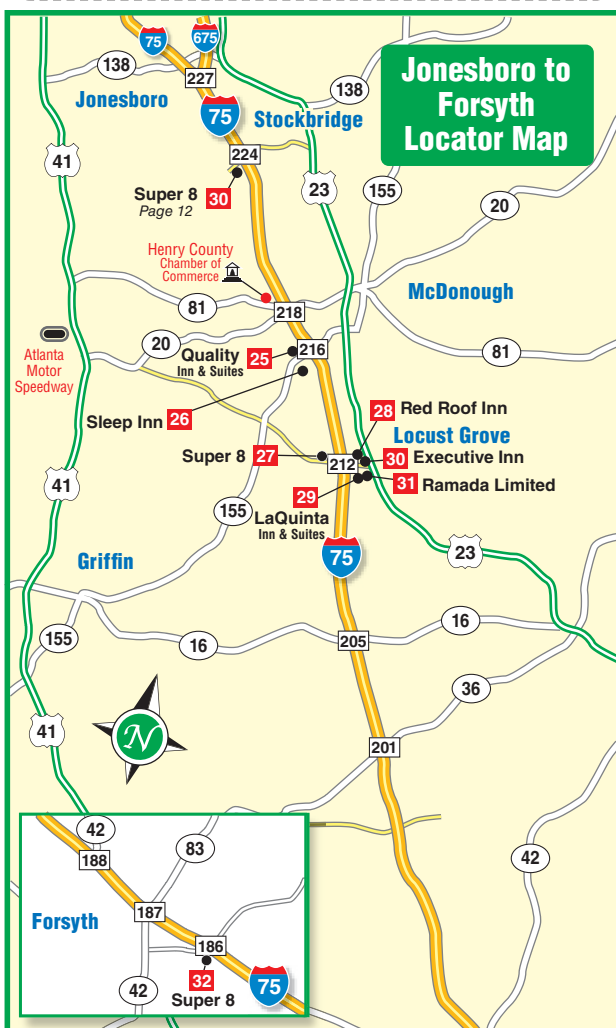 Jonesboro to
Forsyth
Locator Map
75
675
138
227
138
Jonesboro
75
Stockbridge
41
224
23
155
Super 8 30
Page 12
20
Henry County
Chamber of
Commerce
McDonough
81
218
20
216
81
Atlanta
Motor
Speedway
Quality 25
Inn & Suites
Sleep Inn 26
28 Red Roof Inn
Locust Grove
Super 8 27
212
30 Executive Inn
29
31 Ramada Limited
LaQuinta
Inn & Suites
41
155
75
23
Griffin
16
155
16
205
36
41
N
201
42
83
188
42
Forsyth
187
186
32
Super 8
42
75